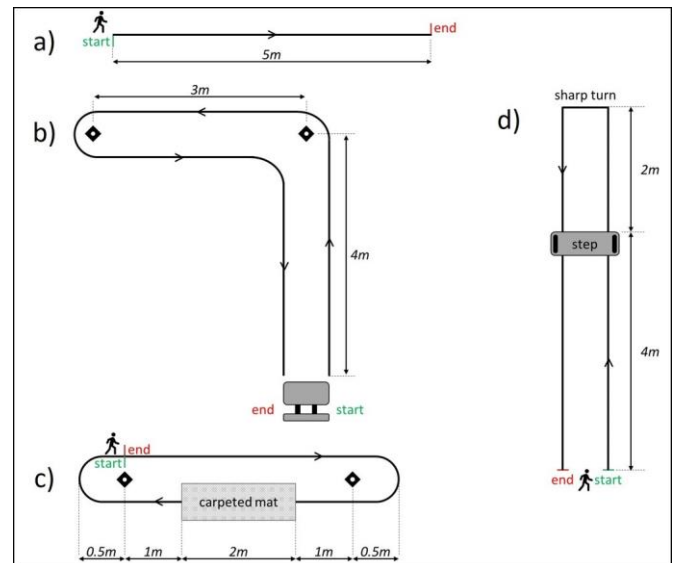 a)
start
end
5m
b)
3m
4m
end
start
c)
end
start
carpeted mat
0.5m
1m
2m
1m
0.5m
d)
sharp turn
2m
step
4m
end
start